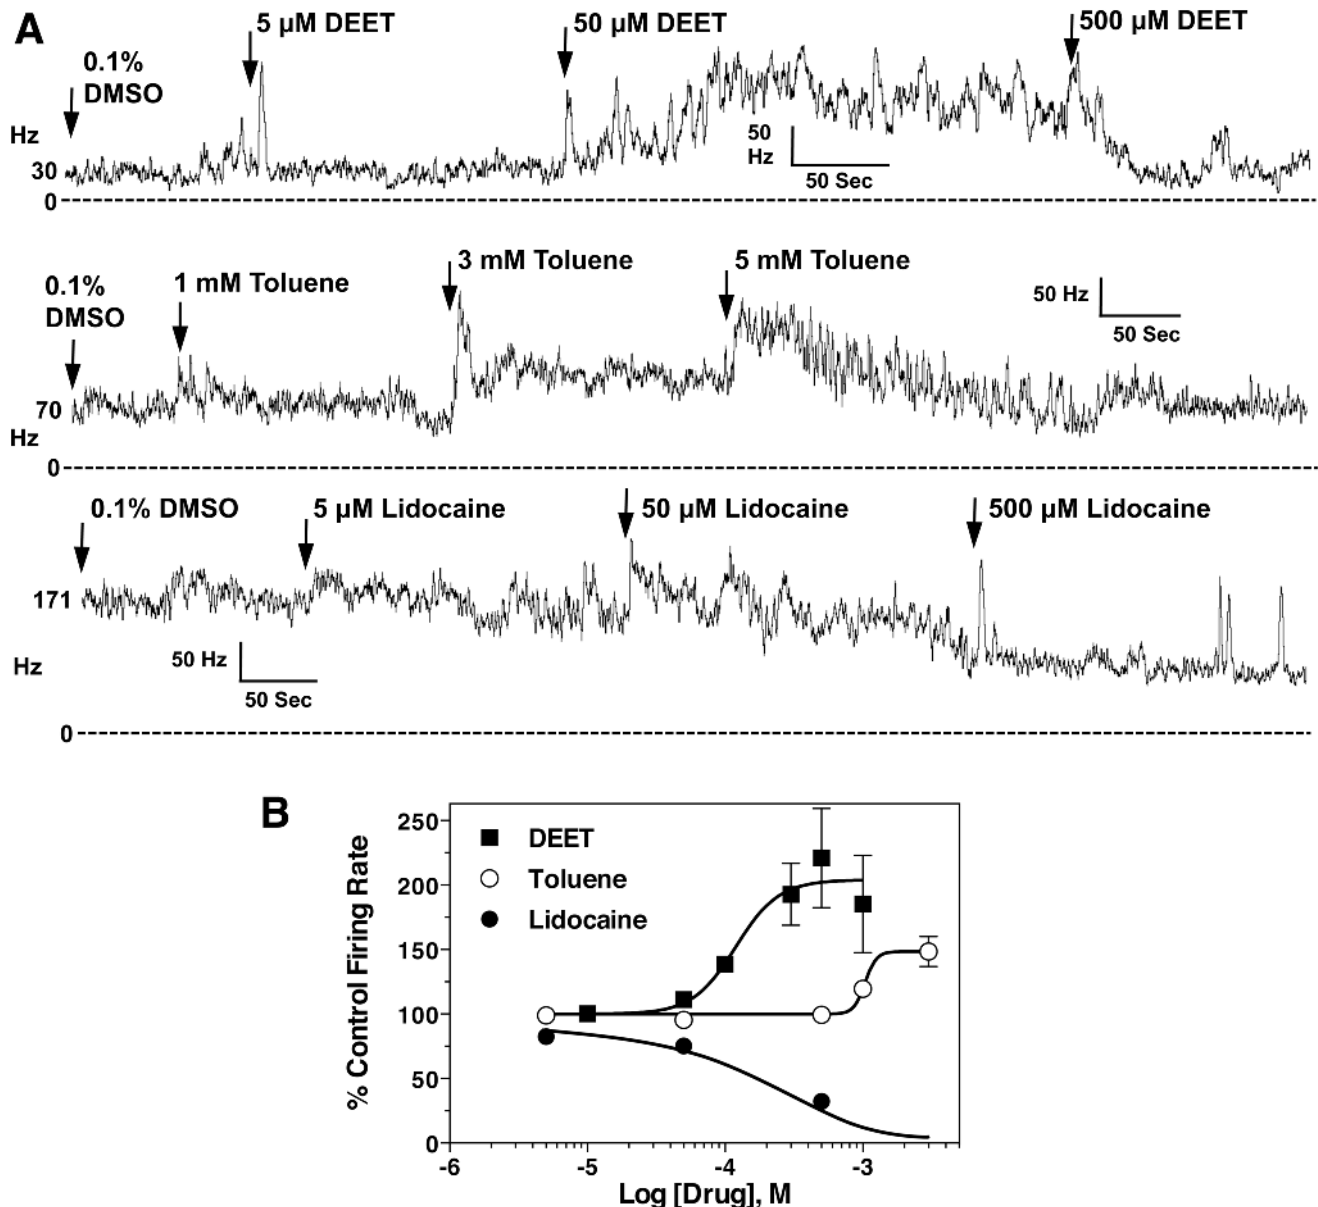 A
5 µM DEET
50 µM DEET
500 µM DEET
0.1%
DMSO
Hz
30
0
50
Hz
50 Sec
0.1%
DMSO
1 mM Toluene
3 mM Toluene
5 mM Toluene
50 Hz
50 Sec
70
Hz
0
0.1% DMSO
5 µM Lidocaine
50 µM Lidocaine
500 µM Lidocaine
171
Hz
50 Hz
50 Sec
0
B
% Control Firing Rate
250
200
150
100
50
0
DEET
Toluene
Lidocaine
-6
-5
-4
-3
Log [Drug], M